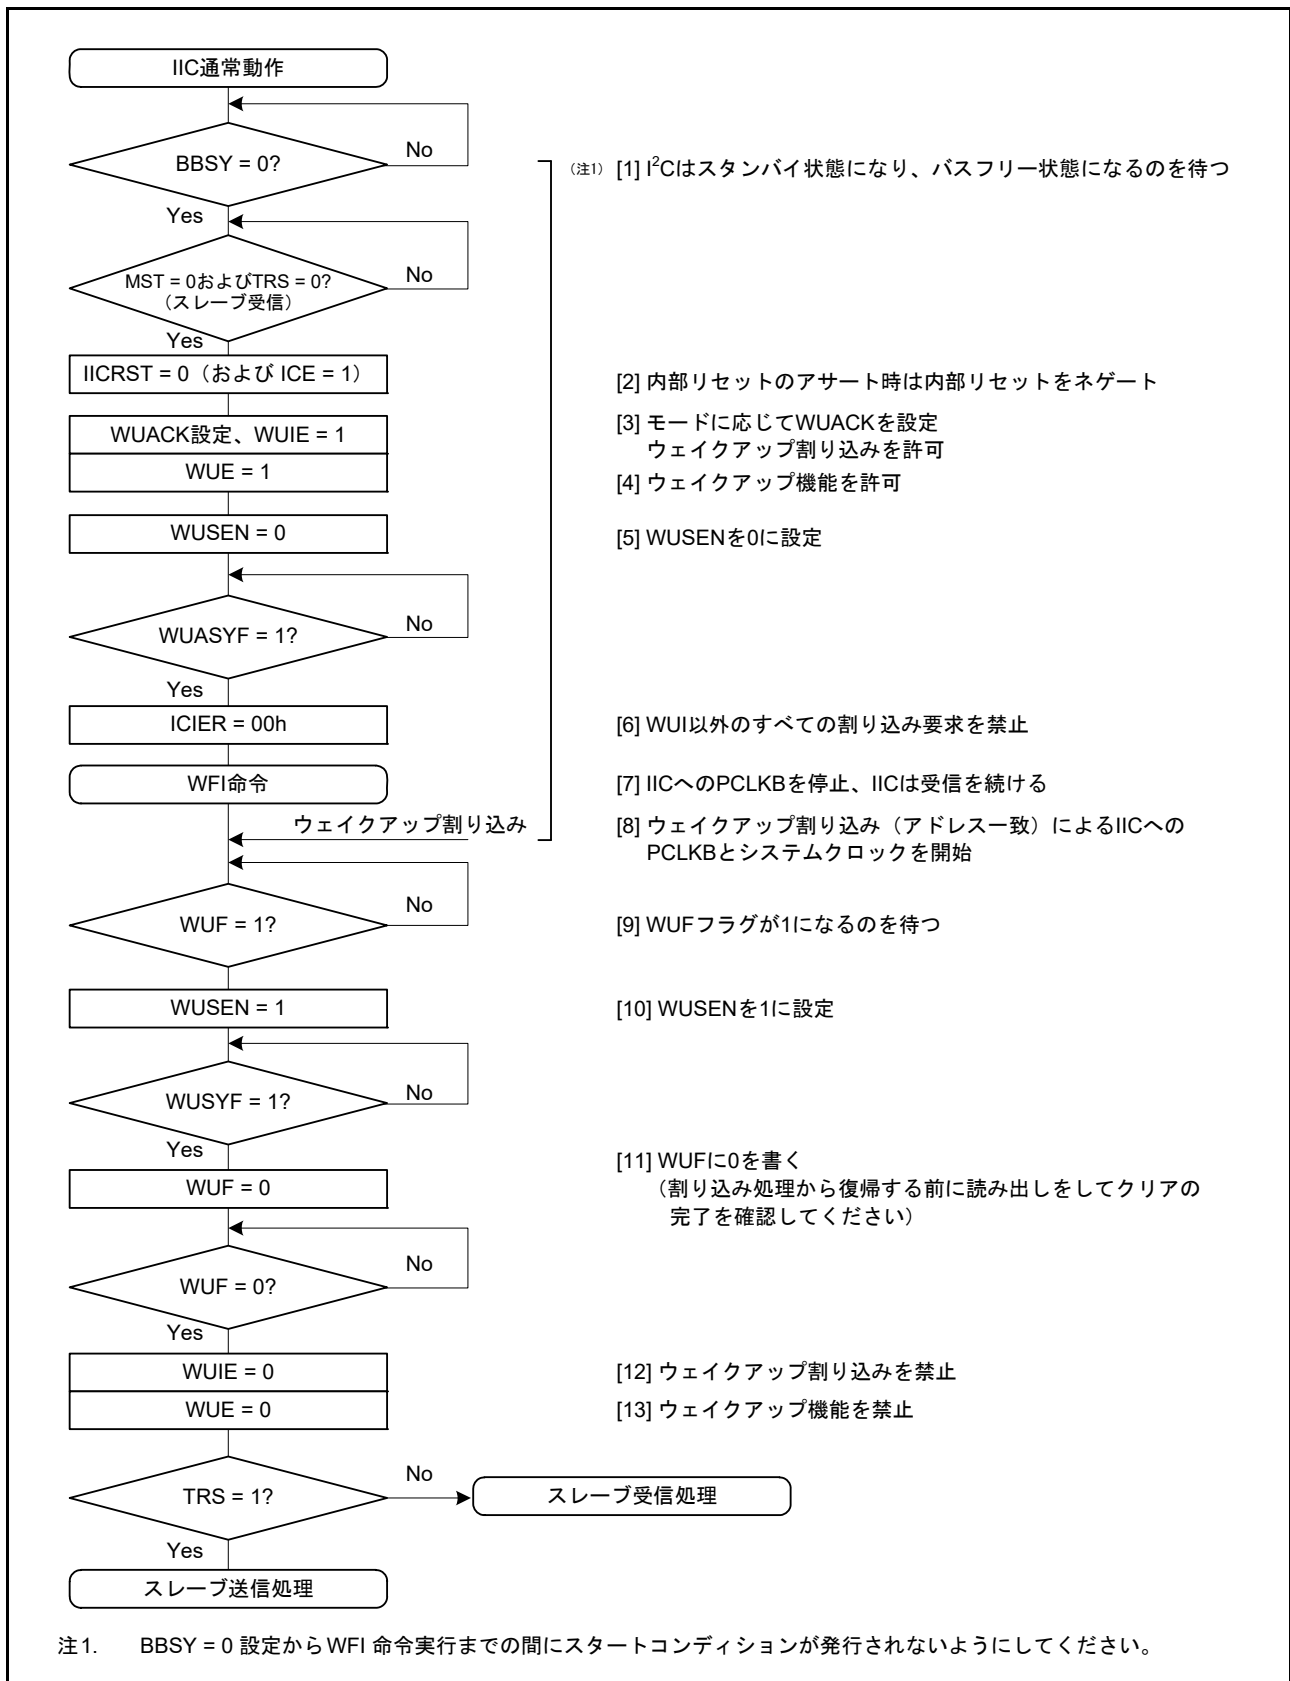 IIC通常動作
BBSY = 0?
No
（注1） [1] I²Cはスタンバイ状態になり、バスフリー状態になるのを待つ
Yes
MST = 0およびTRS = 0?
（スレーブ受信）
No
Yes
IICRST = 0（および ICE = 1）
[2] 内部リセットのアサート時は内部リセットをネゲート
WUACK設定、WUIE = 1
[3] モードに応じてWUACKを設定
ウェイクアップ割り込みを許可
WUE = 1
[4] ウェイクアップ機能を許可
WUSEN = 0
[5] WUSENを0に設定
WUASYF = 1?
No
Yes
ICIER = 00h
[6] WUI以外のすべての割り込み要求を禁止
WFI命令
[7] IICへのPCLKBを停止、IICは受信を続ける
ウェイクアップ割り込み
[8] ウェイクアップ割り込み（アドレス一致）によるIICへの
PCLKBとシステムクロックを開始
WUF = 1?
No
[9] WUFフラグが1になるのを待つ
WUSEN = 1
[10] WUSENを1に設定
WUSYF = 1?
No
Yes
WUF = 0
[11] WUFに0を書く
（割り込み処理から復帰する前に読み出しをしてクリアの
完了を確認してください）
WUF = 0?
No
Yes
WUIE = 0
[12] ウェイクアップ割り込みを禁止
WUE = 0
[13] ウェイクアップ機能を禁止
TRS = 1?
No
スレーブ受信処理
Yes
スレーブ送信処理
注1. BBSY = 0 設定からWFI 命令実行までの間にスタートコンディションが発行されないようにしてください。